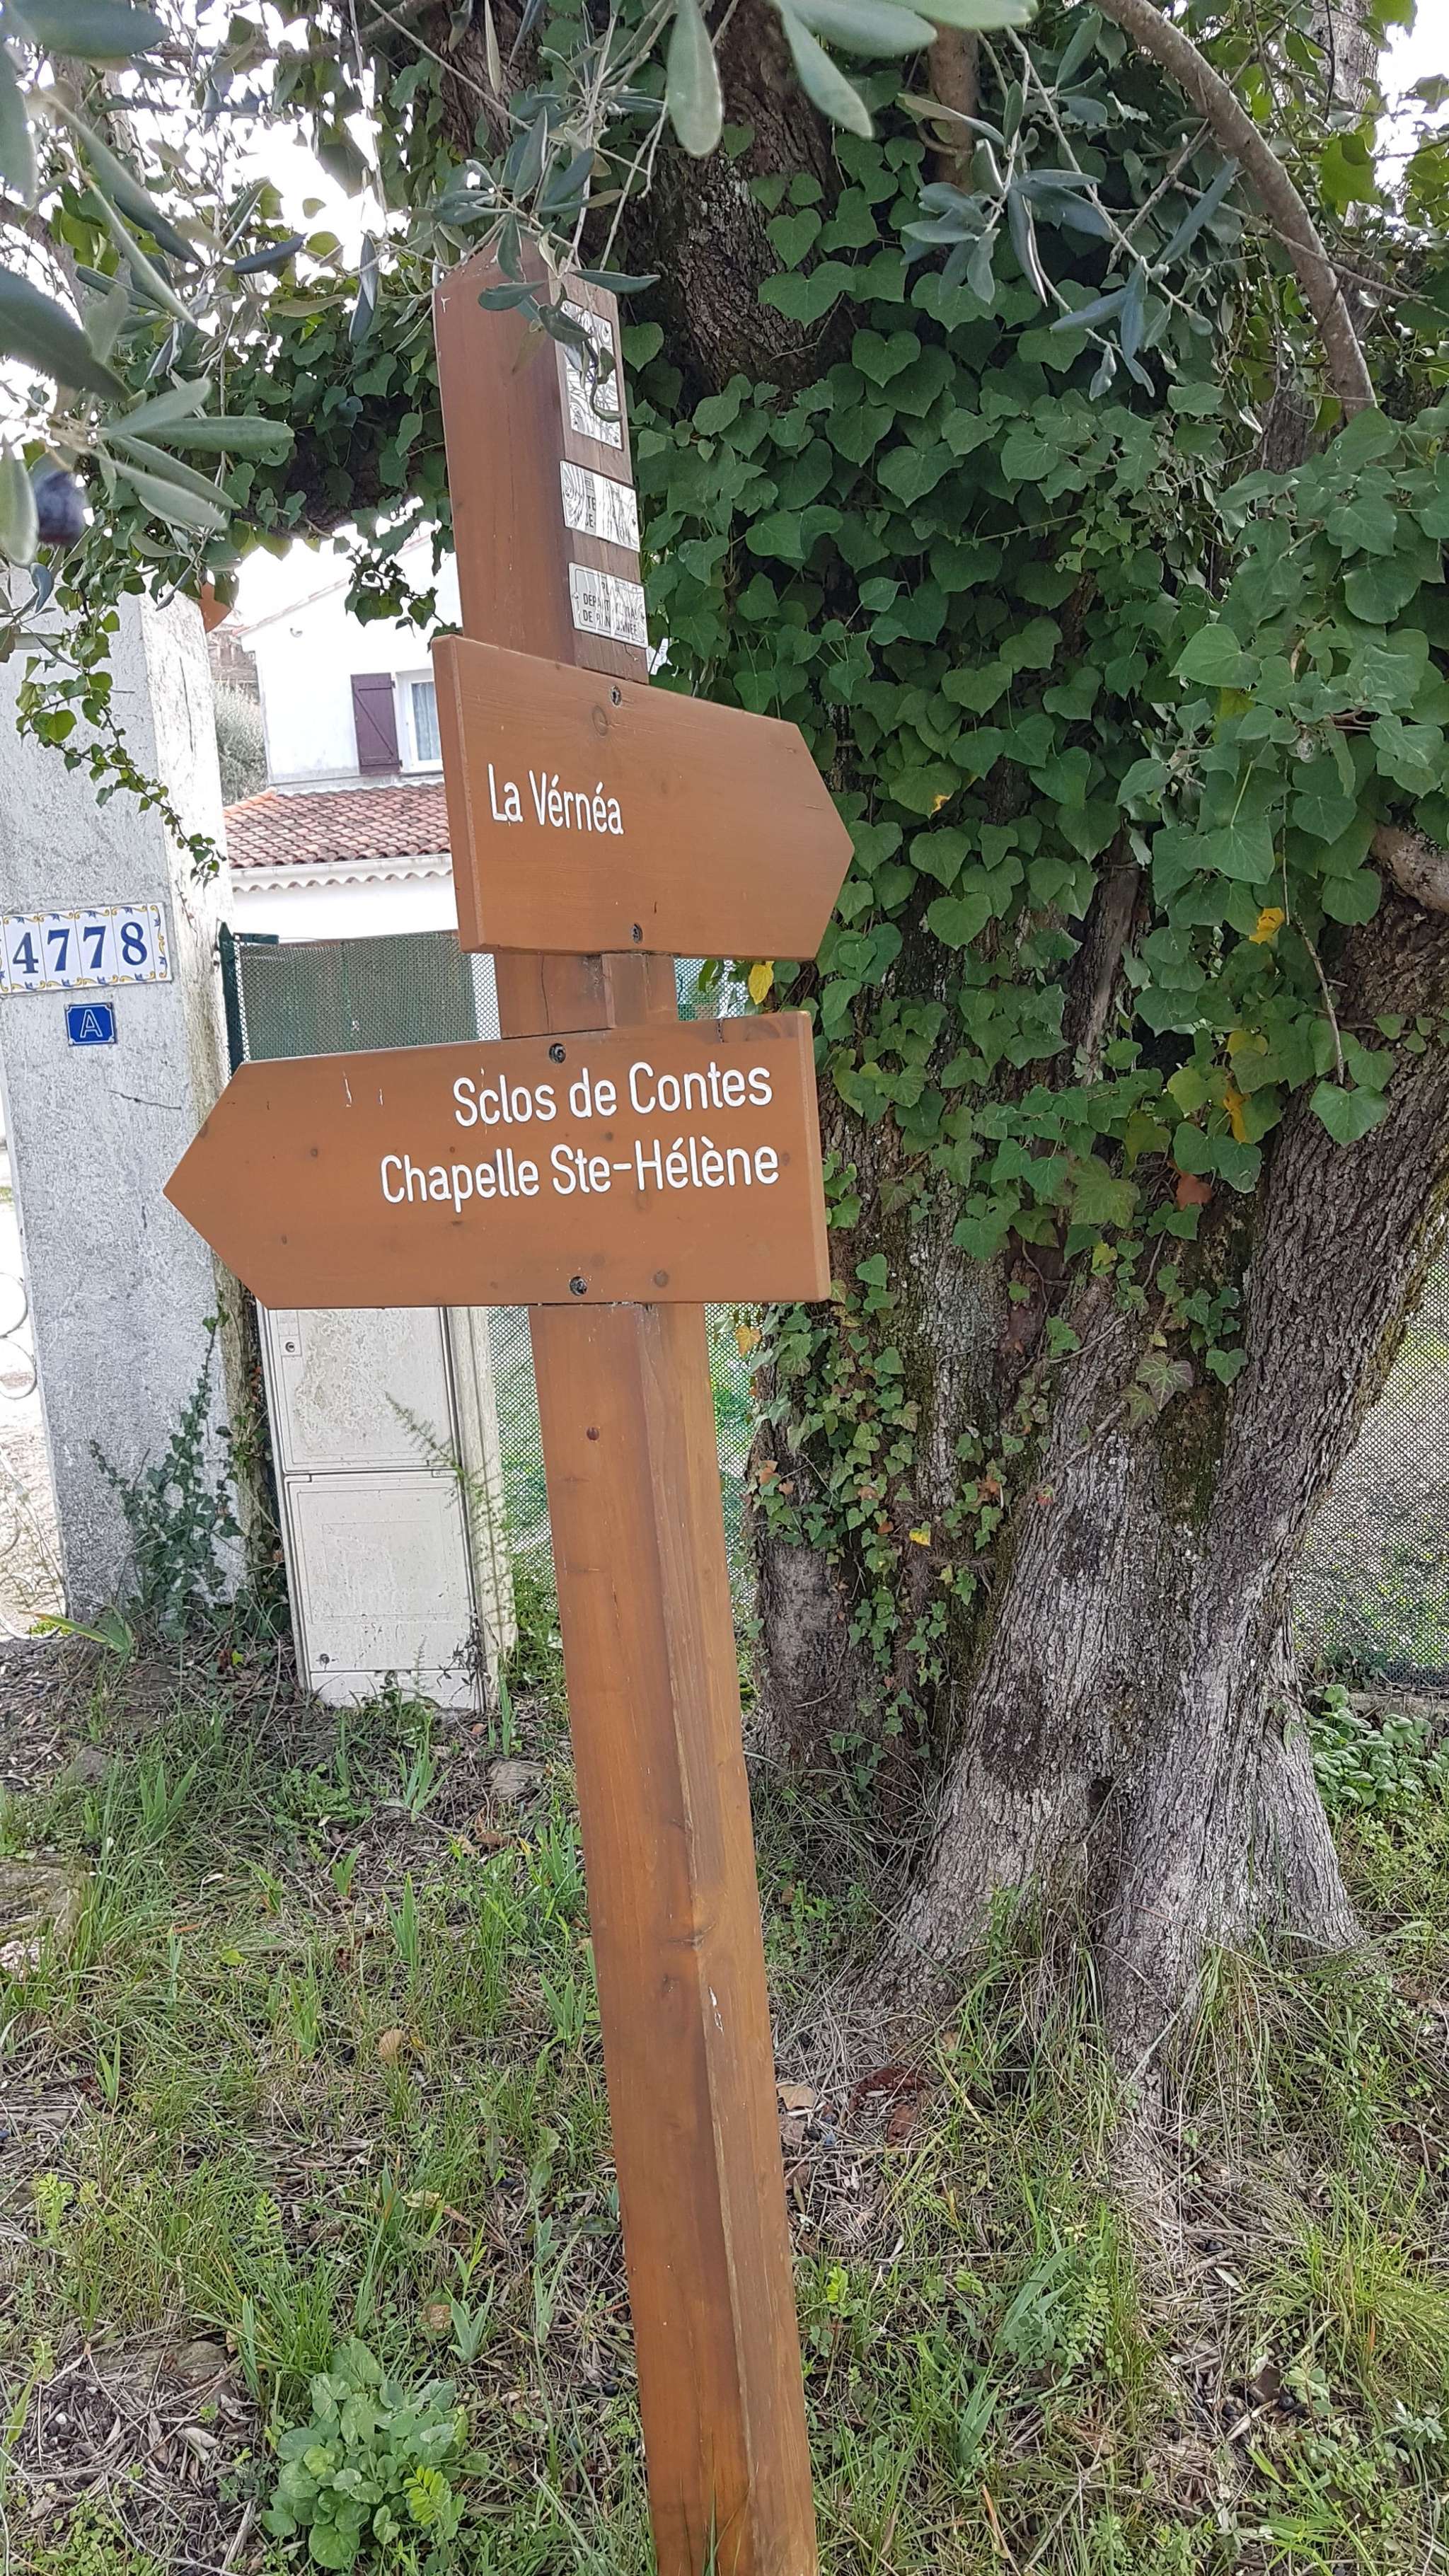 La Vérnéa
4778
A
Sclos de Contes
Chapelle Ste-Hélène